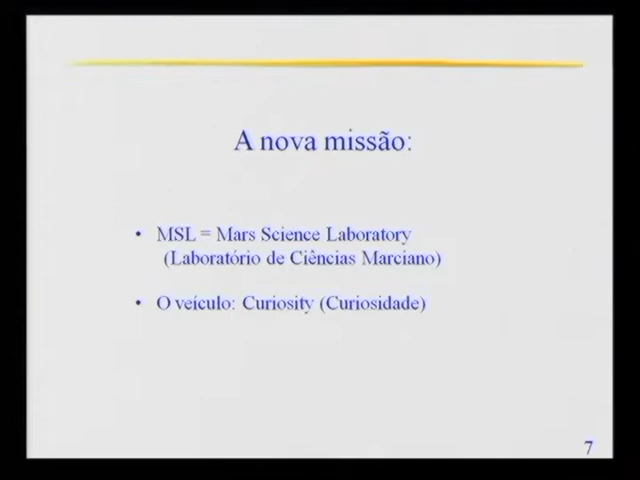 A nova missão:
• MSL = Mars Science Laboratory
(Laboratório de Ciências Marciano)
• O veículo: Curiosity (Curiosidade)
7